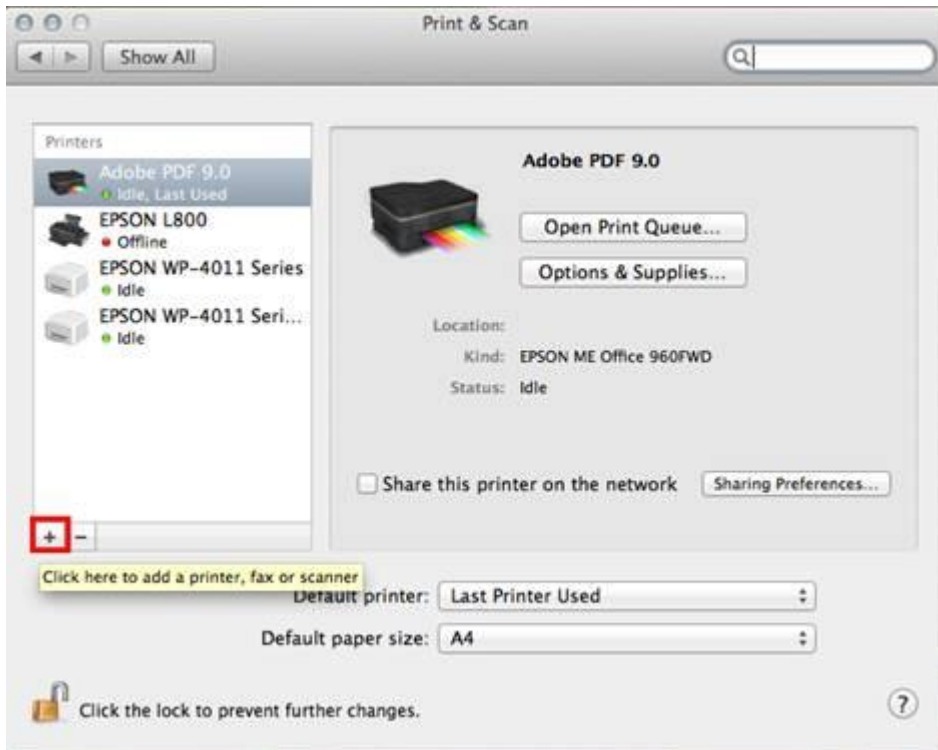 Print & Scan
Show All
Printers
Adobe PDF 9.0
Idle, Last Used
EPSON L800
Offline
EPSON WP-4011 Series
Idle
EPSON WP-4011 Seri...
Idle
Adobe PDF 9.0
Open Print Queue...
Options & Supplies...
Location:
Kind: EPSON ME Office 960FWD
Status: Idle
Share this printer on the network
Sharing Preferences...
+ −
Click here to add a printer, fax or scanner
Default printer: Last Printer Used
Default paper size: A4
Click the lock to prevent further changes.
?